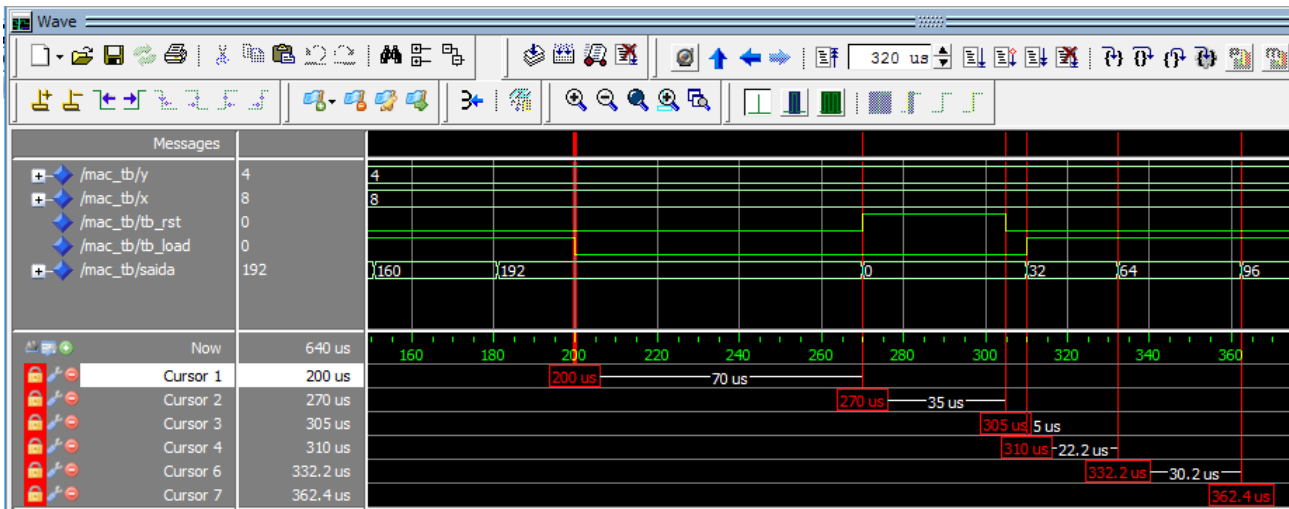 Wave
320 us
Messages
/mac_tb/y 4 4
/mac_tb/x 8 8
/mac_tb/tb_rst 0
/mac_tb/tb_load 0
/mac_tb/saida 192 160 192 0 32 64 96
Now 640 us 160 180 200 220 240 260 280 300 320 340 360
Cursor 1 200 us 200 us 70 us
Cursor 2 270 us 270 us 35 us
Cursor 3 305 us 305 us 5 us
Cursor 4 310 us 310 us 22.2 us
Cursor 6 332.2 us 332.2 us 30.2 us
Cursor 7 362.4 us 362.4 us